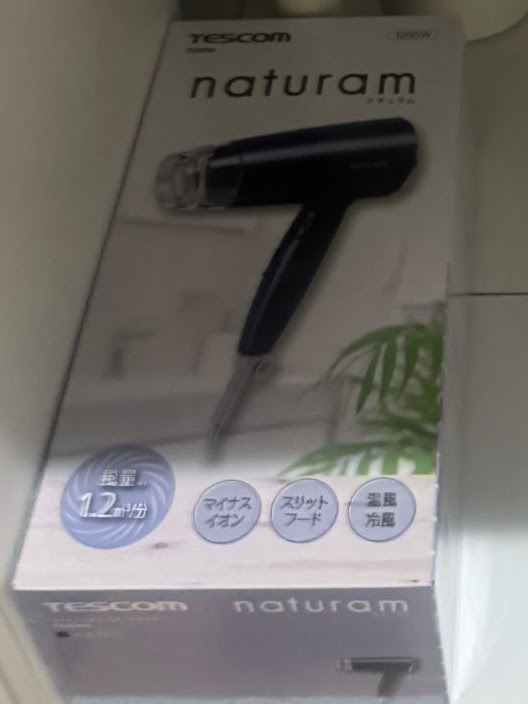 TESCOM
1200W
naturam
ナチュラム
風量
1.2m³/分
マイナス
イオン
スリット
フード
温風
冷風
TESCOM naturam